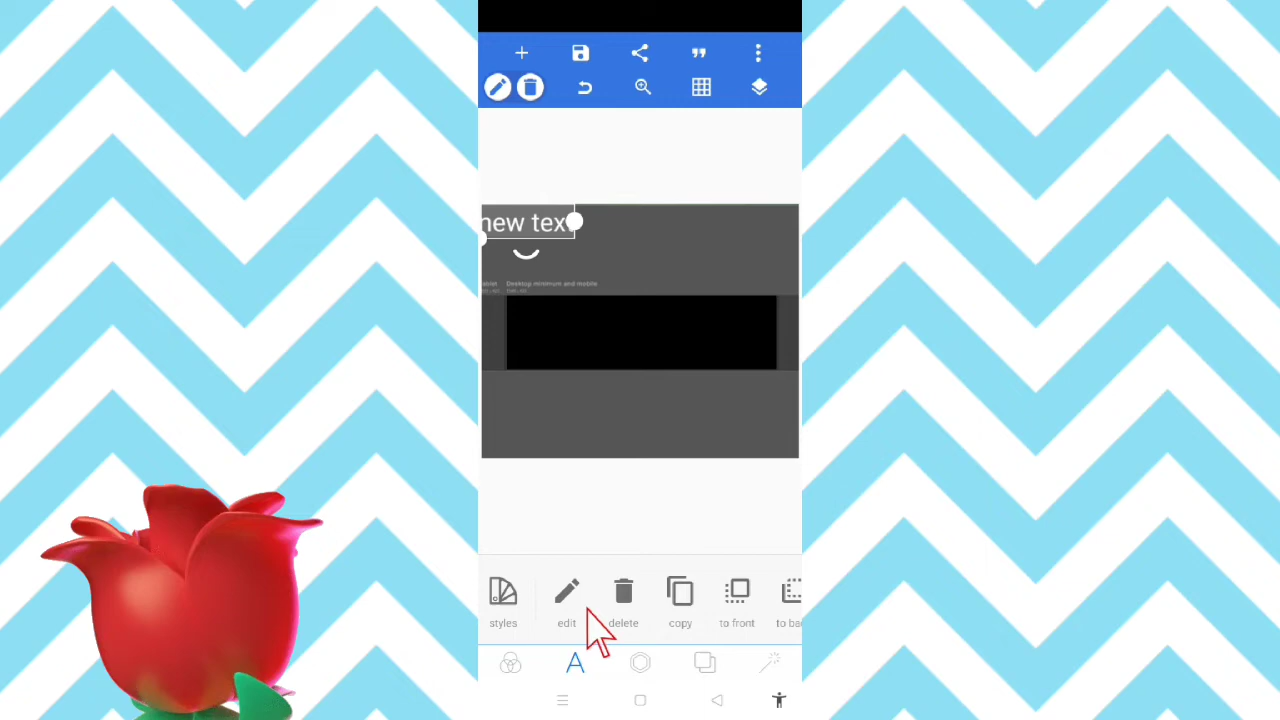 new tex
Desktop minimum and mobile
styles
edit
delete
copy
to front
to ba